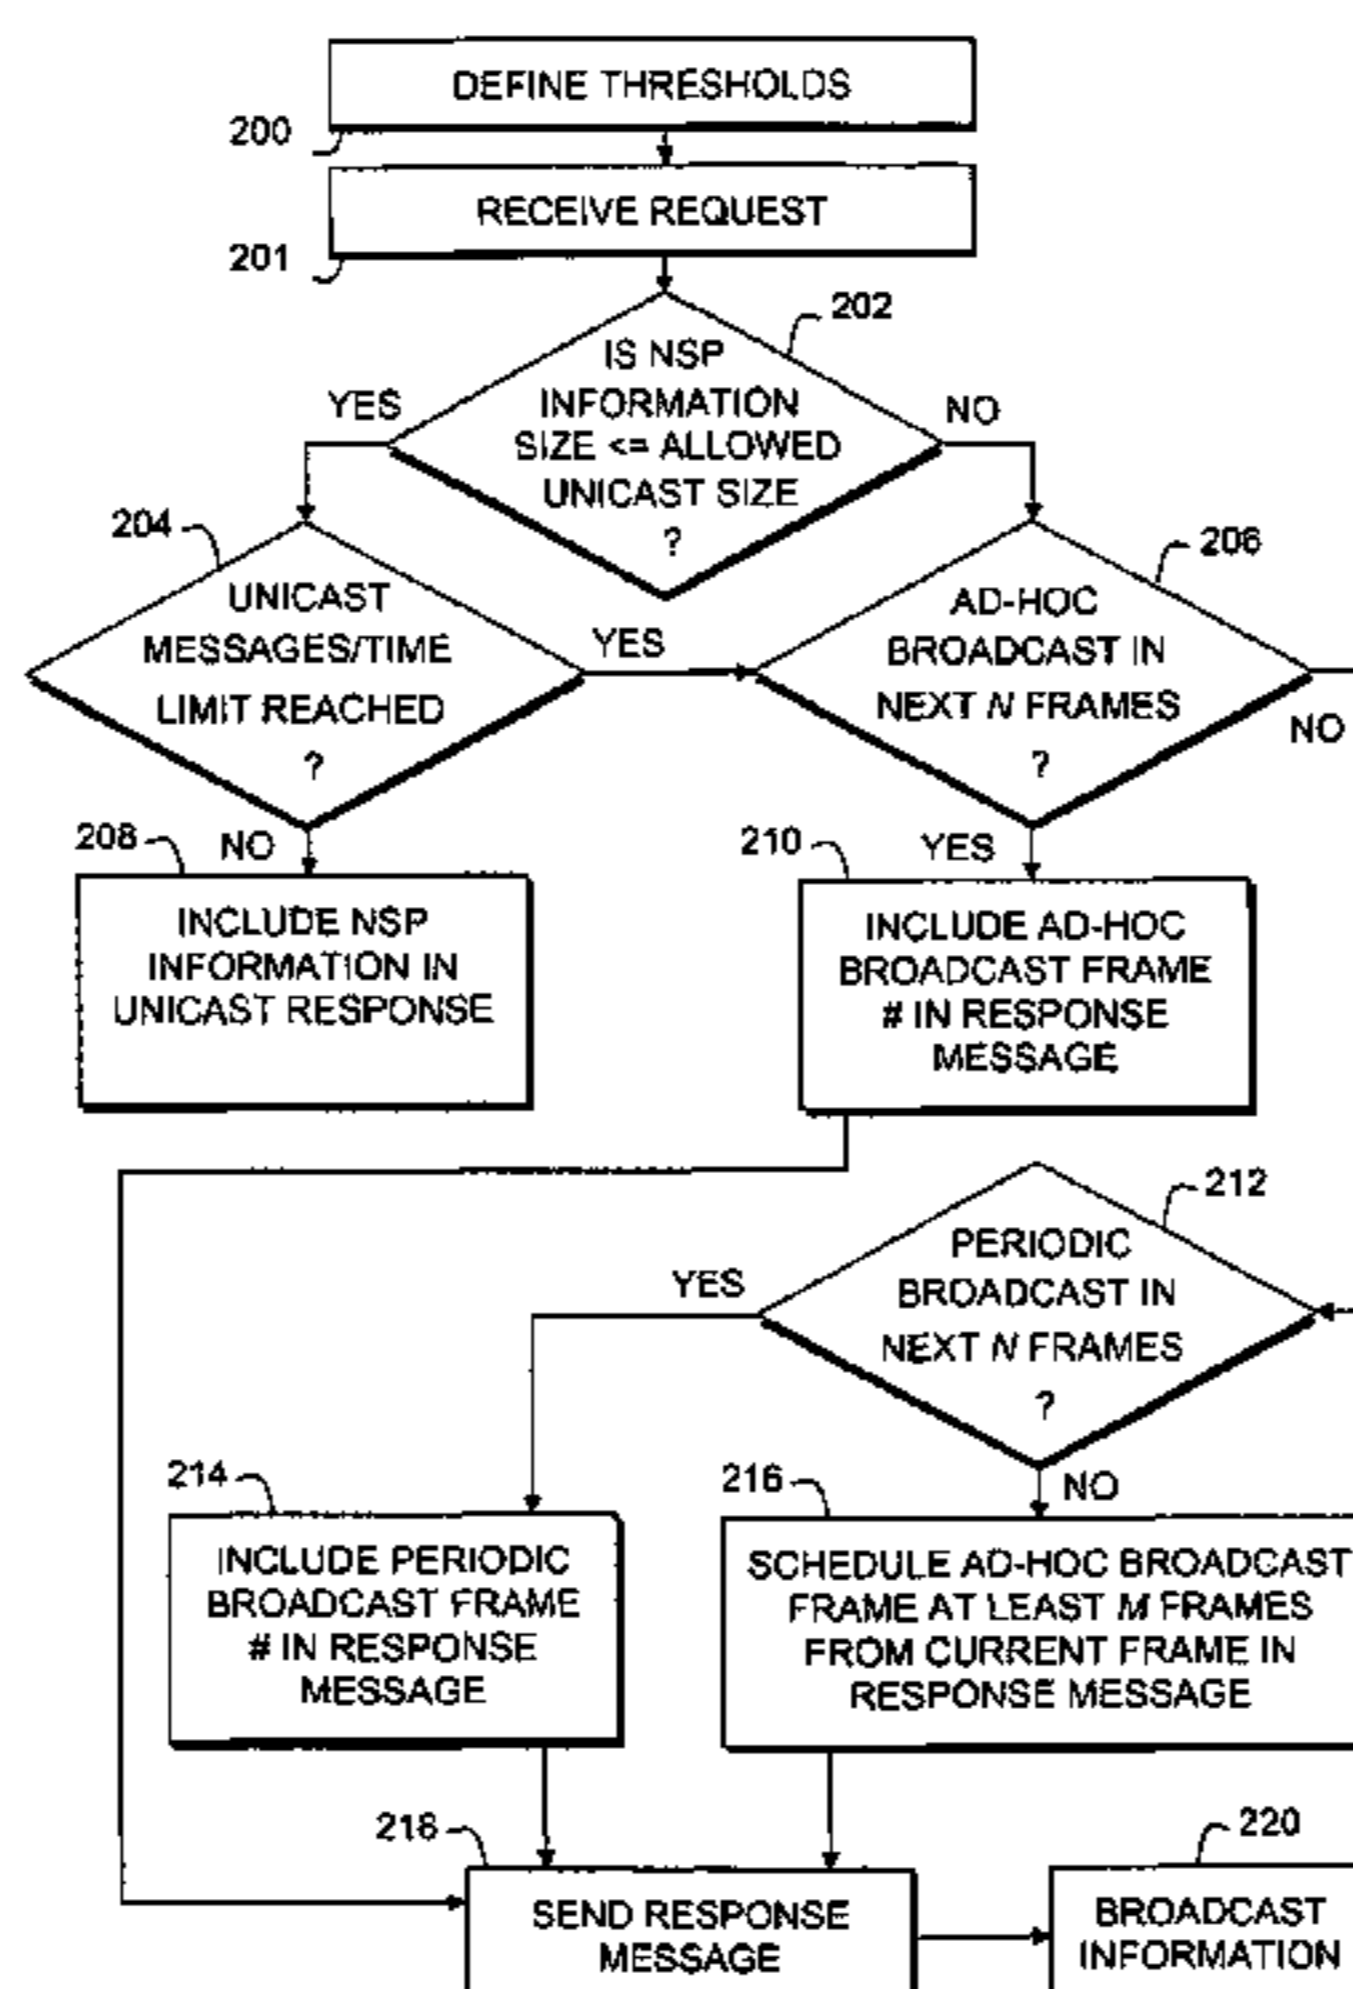 DEFINE THRESHOLDS
200
RECEIVE REQUEST
201
202
IS NSP
INFORMATION
SIZE <= ALLOWED
UNICAST SIZE
?
YES
NO
204
UNICAST
MESSAGES/TIME
LIMIT REACHED
?
YES
206
AD-HOC
BROADCAST IN
NEXT N FRAMES
?
NO
208
NO
INCLUDE NSP
INFORMATION IN
UNICAST RESPONSE
210
YES
INCLUDE AD-HOC
BROADCAST FRAME
# IN RESPONSE
MESSAGE
212
PERIODIC
BROADCAST IN
NEXT N FRAMES
?
YES
NO
214
INCLUDE PERIODIC
BROADCAST FRAME
# IN RESPONSE
MESSAGE
216
SCHEDULE AD-HOC BROADCAST
FRAME AT LEAST M FRAMES
FROM CURRENT FRAME IN
RESPONSE MESSAGE
218
SEND RESPONSE
MESSAGE
220
BROADCAST
INFORMATION